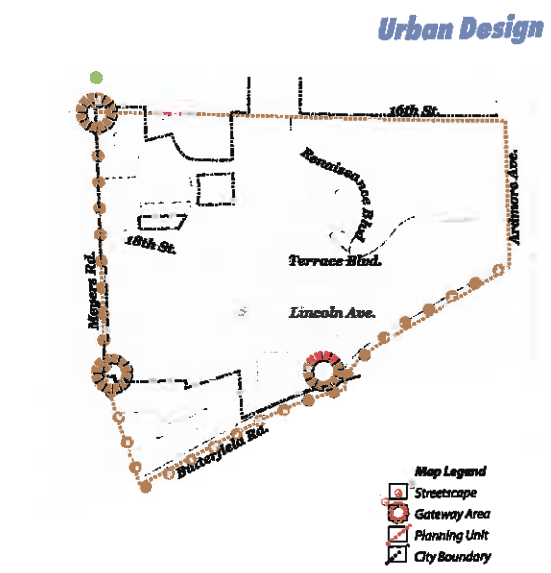 Urban Design
16th St.
Renaissance Blvd.
Ardmore Ave.
18th St.
Terrace Blvd.
Meyers Rd.
Lincoln Ave.
Butterfield Rd.
Map Legend
Streetscape
Gateway Area
Planning Unit
City Boundary